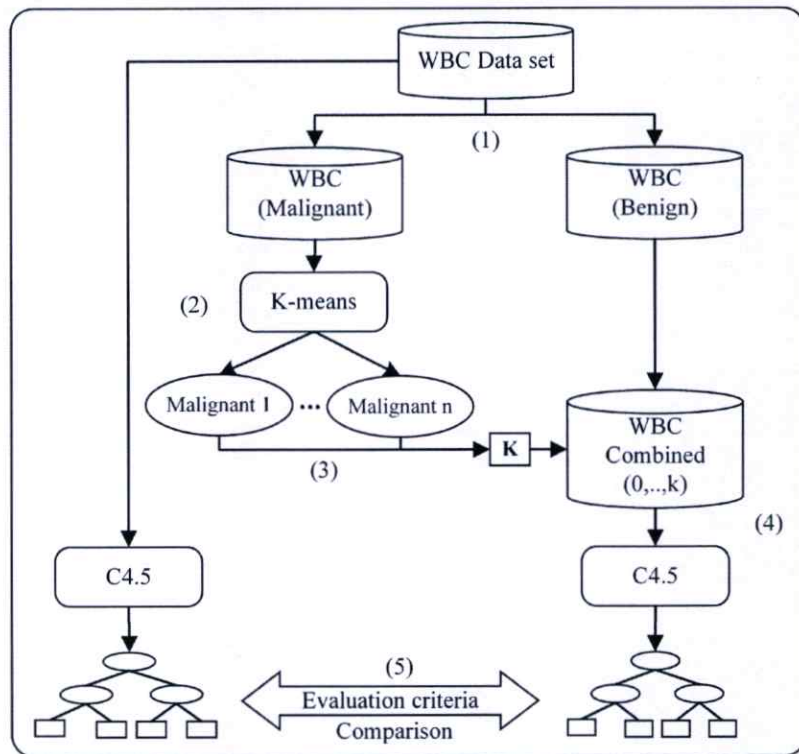 WBC Data set
(1)
WBC
(Malignant)
WBC
(Benign)
(2)
K-means
Malignant 1
...
Malignant n
(3)
K
WBC
Combined
(0,..,k)
(4)
C4.5
C4.5
(5)
Evaluation criteria
Comparison